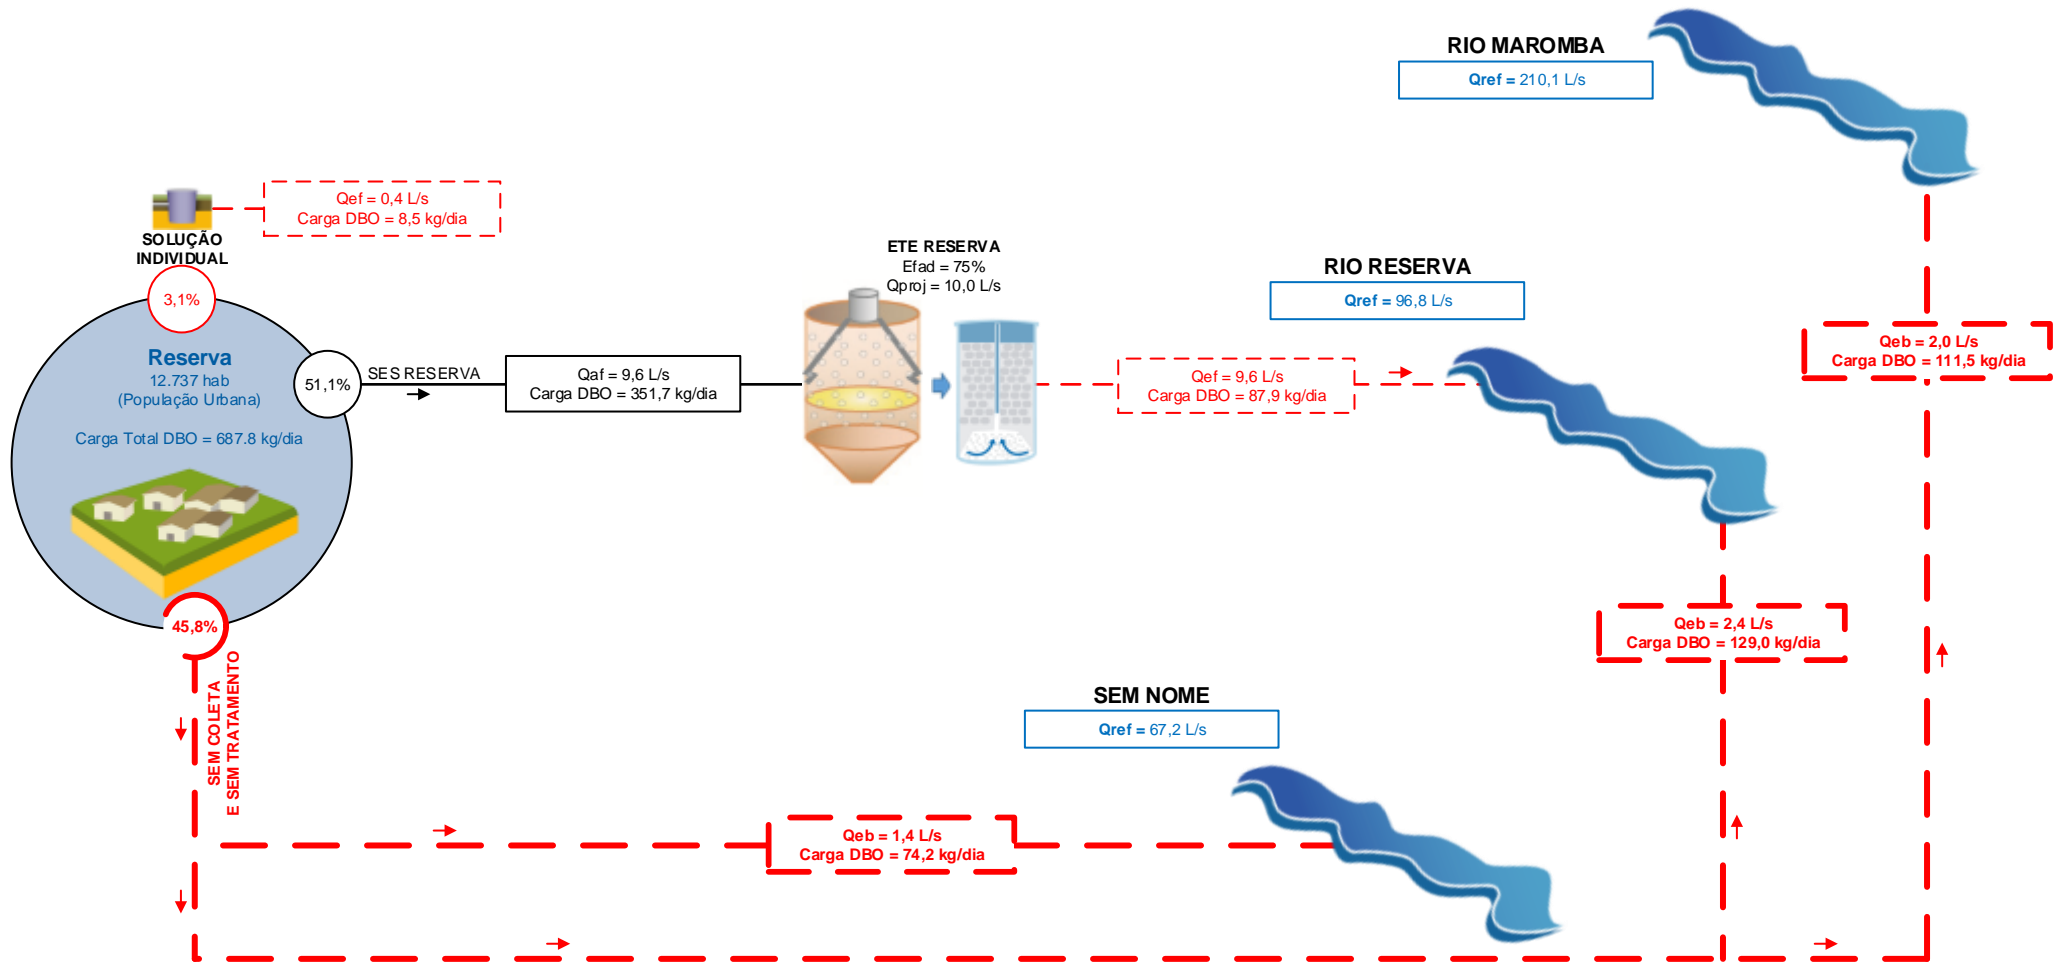 RIO MAROMBA
Qref = 210,1 L/s
Qef = 0,4 L/s
Carga DBO = 8,5 kg/dia
SOLUÇÃO
INDIVIDUAL
3,1%
Reserva
12.737 hab
(População Urbana)
Carga Total DBO = 687.8 kg/dia
51,1%
SES RESERVA
Qaf = 9,6 L/s
Carga DBO = 351,7 kg/dia
ETE RESERVA
Efad = 75%
Qproj = 10,0 L/s
Qef = 9,6 L/s
Carga DBO = 87,9 kg/dia
RIO RESERVA
Qref = 96,8 L/s
Qeb = 2,0 L/s
Carga DBO = 111,5 kg/dia
45,8%
SEM COLETA
E SEM TRATAMENTO
Qeb = 2,4 L/s
Carga DBO = 129,0 kg/dia
SEM NOME
Qref = 67,2 L/s
Qeb = 1,4 L/s
Carga DBO = 74,2 kg/dia